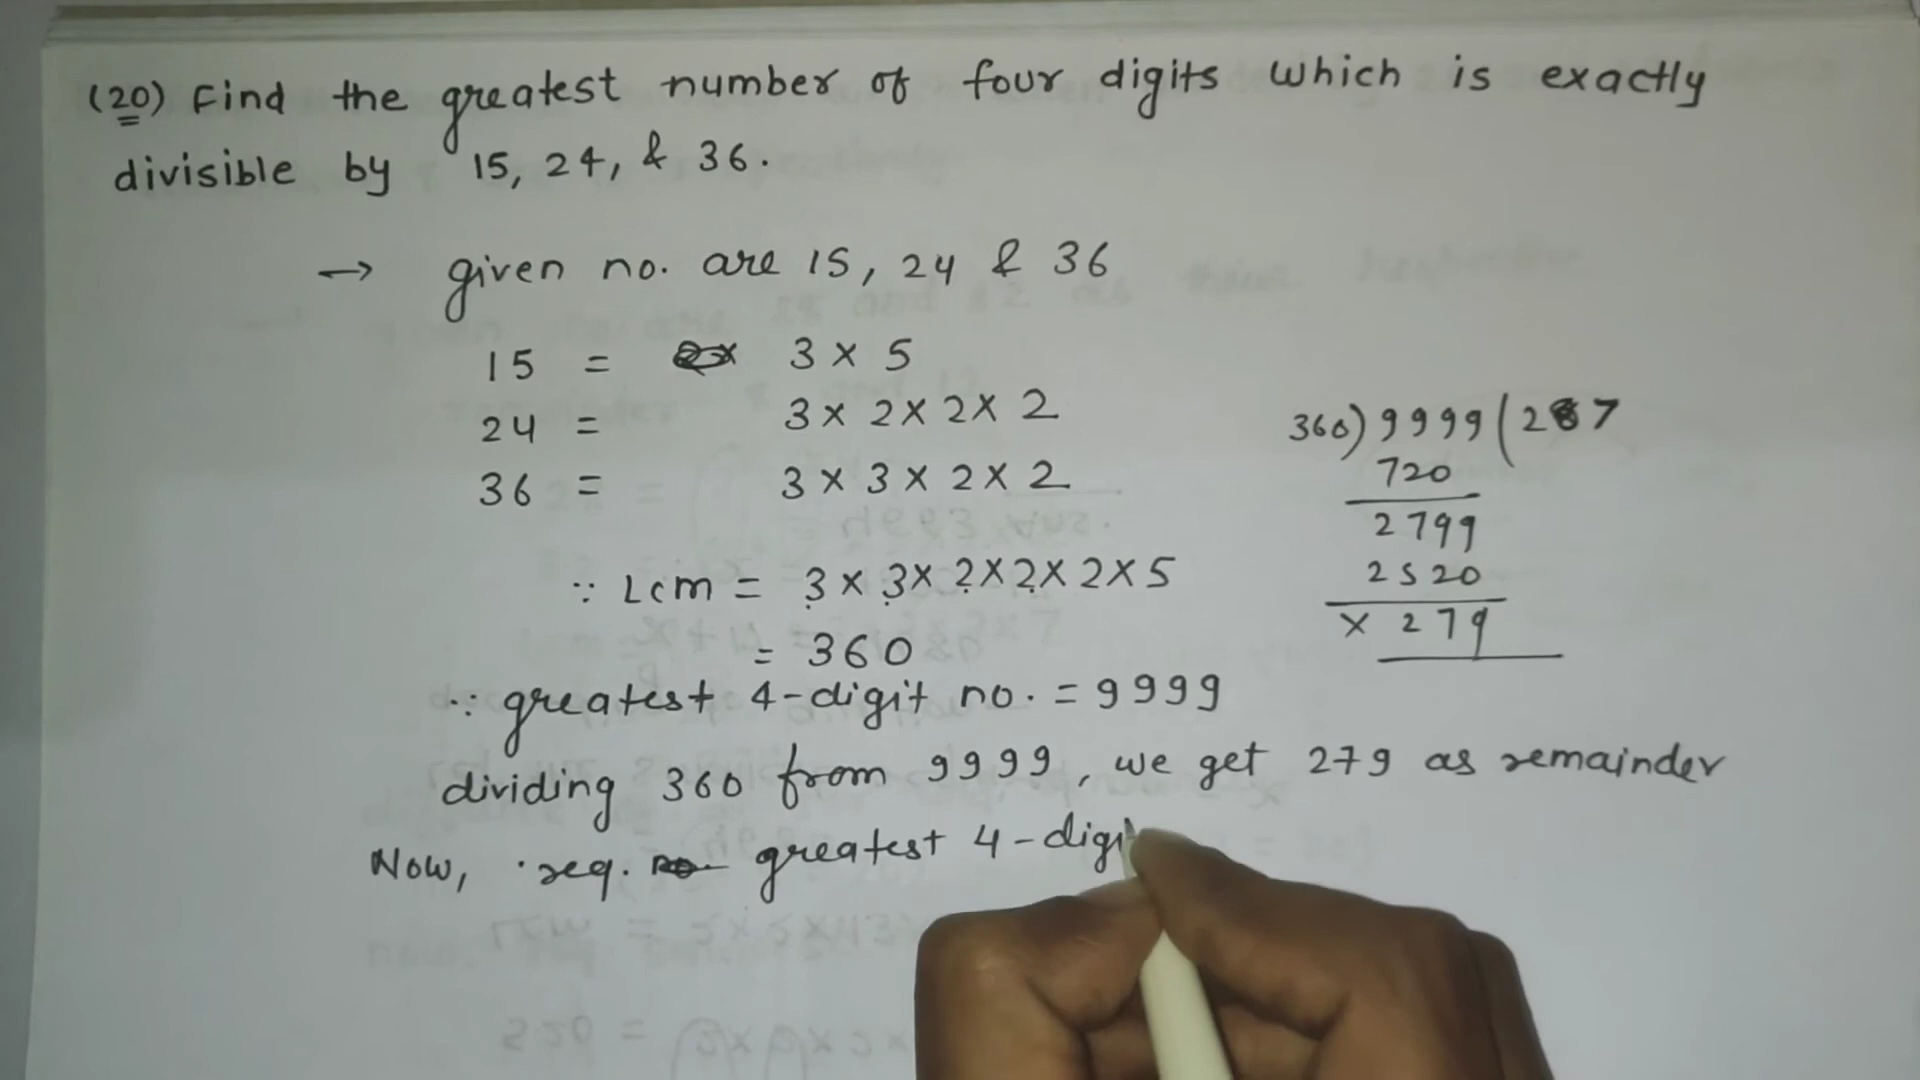 (20) Find the greatest number of four digits which is exactly
divisible by 15, 24, & 36.
→ given no. are 15, 24 & 36
15 = 3 × 5
24 = 3 × 2 × 2 × 2
36 = 3 × 3 × 2 × 2
∵ Lcm = 3 × 3 × 2 × 2 × 2 × 5
= 360
∵ greatest 4-digit no. = 9999
dividing 360 from 9999, we get 279 as remainder
Now, req. greatest 4-digit
360) 9999 (2 7
720
2799
2520
× 279